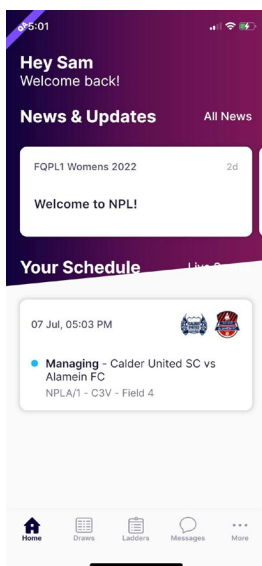 5:01
Hey Sam
Welcome back!
News & Updates All News
FQPL1 Womens 2022 2d
Welcome to NPL!
Your Schedule
07 Jul, 05:03 PM
Managing - Calder United SC vs
Alamein FC
NPLA/1 - C3V - Field 4
Home Draws Ladders Messages More